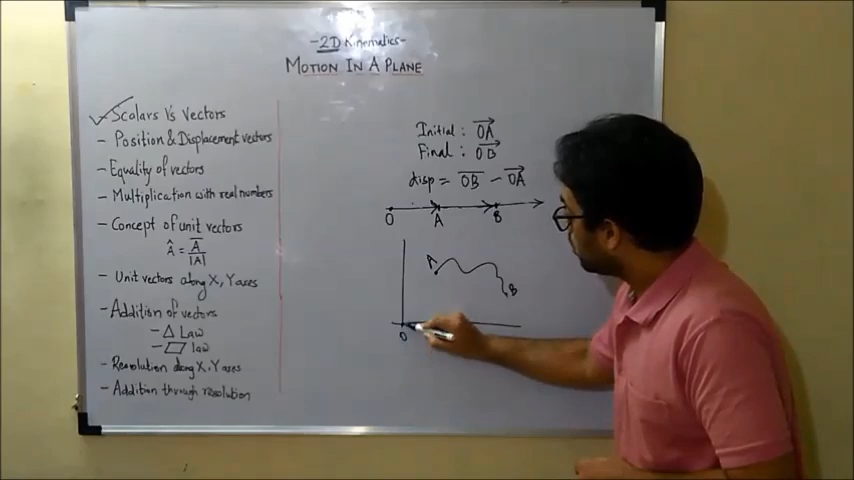 -2D Kinematics-
MOTION IN A PLANE
Scalars Vs Vectors
- Position & Displacement vectors
- Equality of vectors
- Multiplication with real numbers
- Concept of unit vectors
Â = A
|A|
- Unit vectors along X, Y axes
- Addition of vectors
- Δ Law
- ▱ law
- Resolution along X, Y axes
- Addition through resolution
Initial: OA
Final: OB
disp = OB - OA
O A B
A
B
O